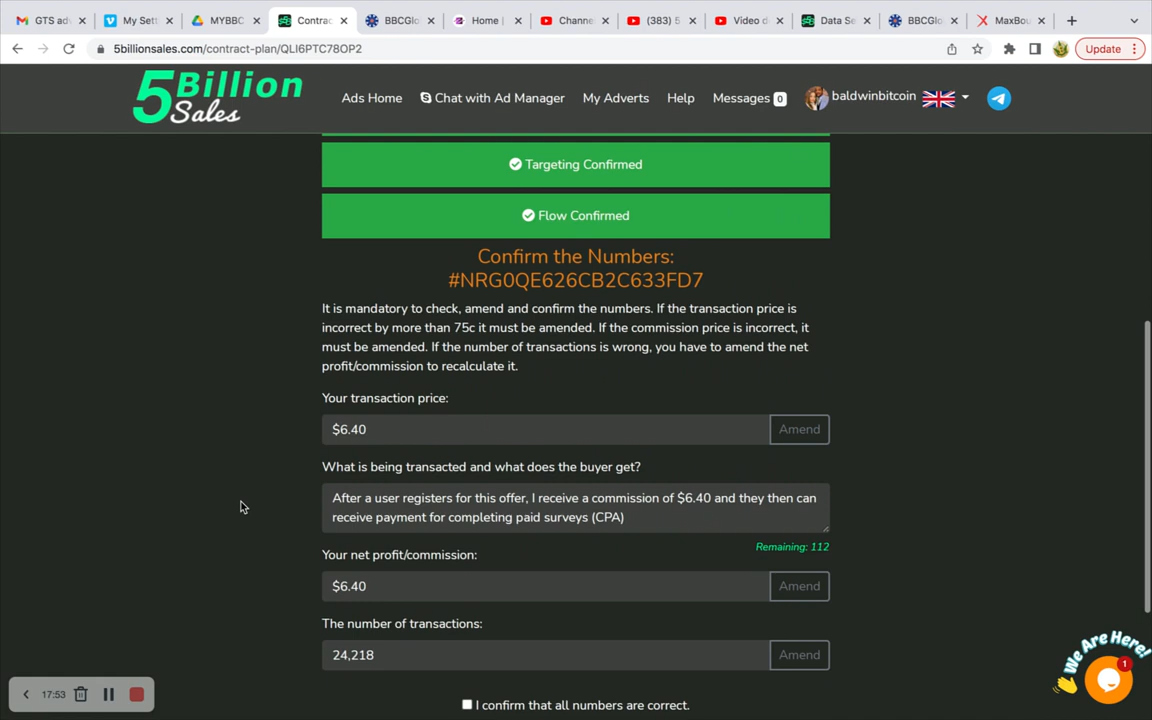 GTS ad
My Sett
MYBBC
Contrac
BBCGlo
Home |
Channe
(383) 5
Video d
Data Se
BBCGlo
MaxBou
5billionsales.com/contract-plan/QLI6PTC78OP2
Update
5Billion
Sales
Ads Home
Chat with Ad Manager
My Adverts
Help
Messages 0
baldwinbitcoin
Targeting Confirmed
Flow Confirmed
Confirm the Numbers:
#NRG0QE626CB2C633FD7
It is mandatory to check, amend and confirm the numbers. If the transaction price is
incorrect by more than 75c it must be amended. If the commission price is incorrect, it
must be amended. If the number of transactions is wrong, you have to amend the net
profit/commission to recalculate it.
Your transaction price:
$6.40 Amend
What is being transacted and what does the buyer get?
After a user registers for this offer, I receive a commission of $6.40 and they then can
receive payment for completing paid surveys (CPA)
Remaining: 112
Your net profit/commission:
$6.40 Amend
The number of transactions:
24,218 Amend
We Are Here!
1
17:53
I confirm that all numbers are correct.